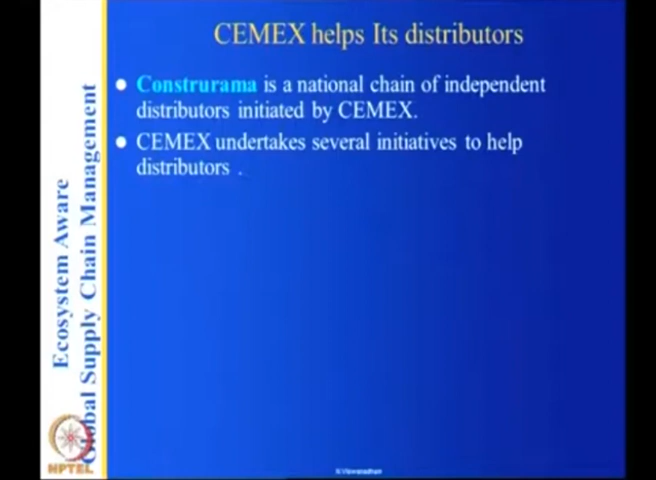 CEMEX helps Its distributors
Construrama is a national chain of independent
distributors initiated by CEMEX.
CEMEX undertakes several initiatives to help
distributors .
Ecosystem Aware
Global Supply Chain Management
NPTEL
N.Viswanadham